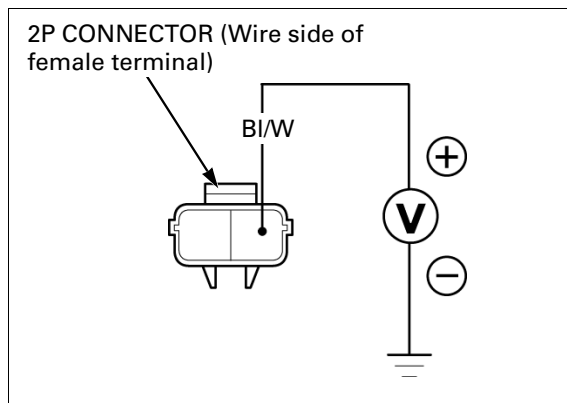 2P CONNECTOR (Wire side of
female terminal)
Bl/W
+
V
−